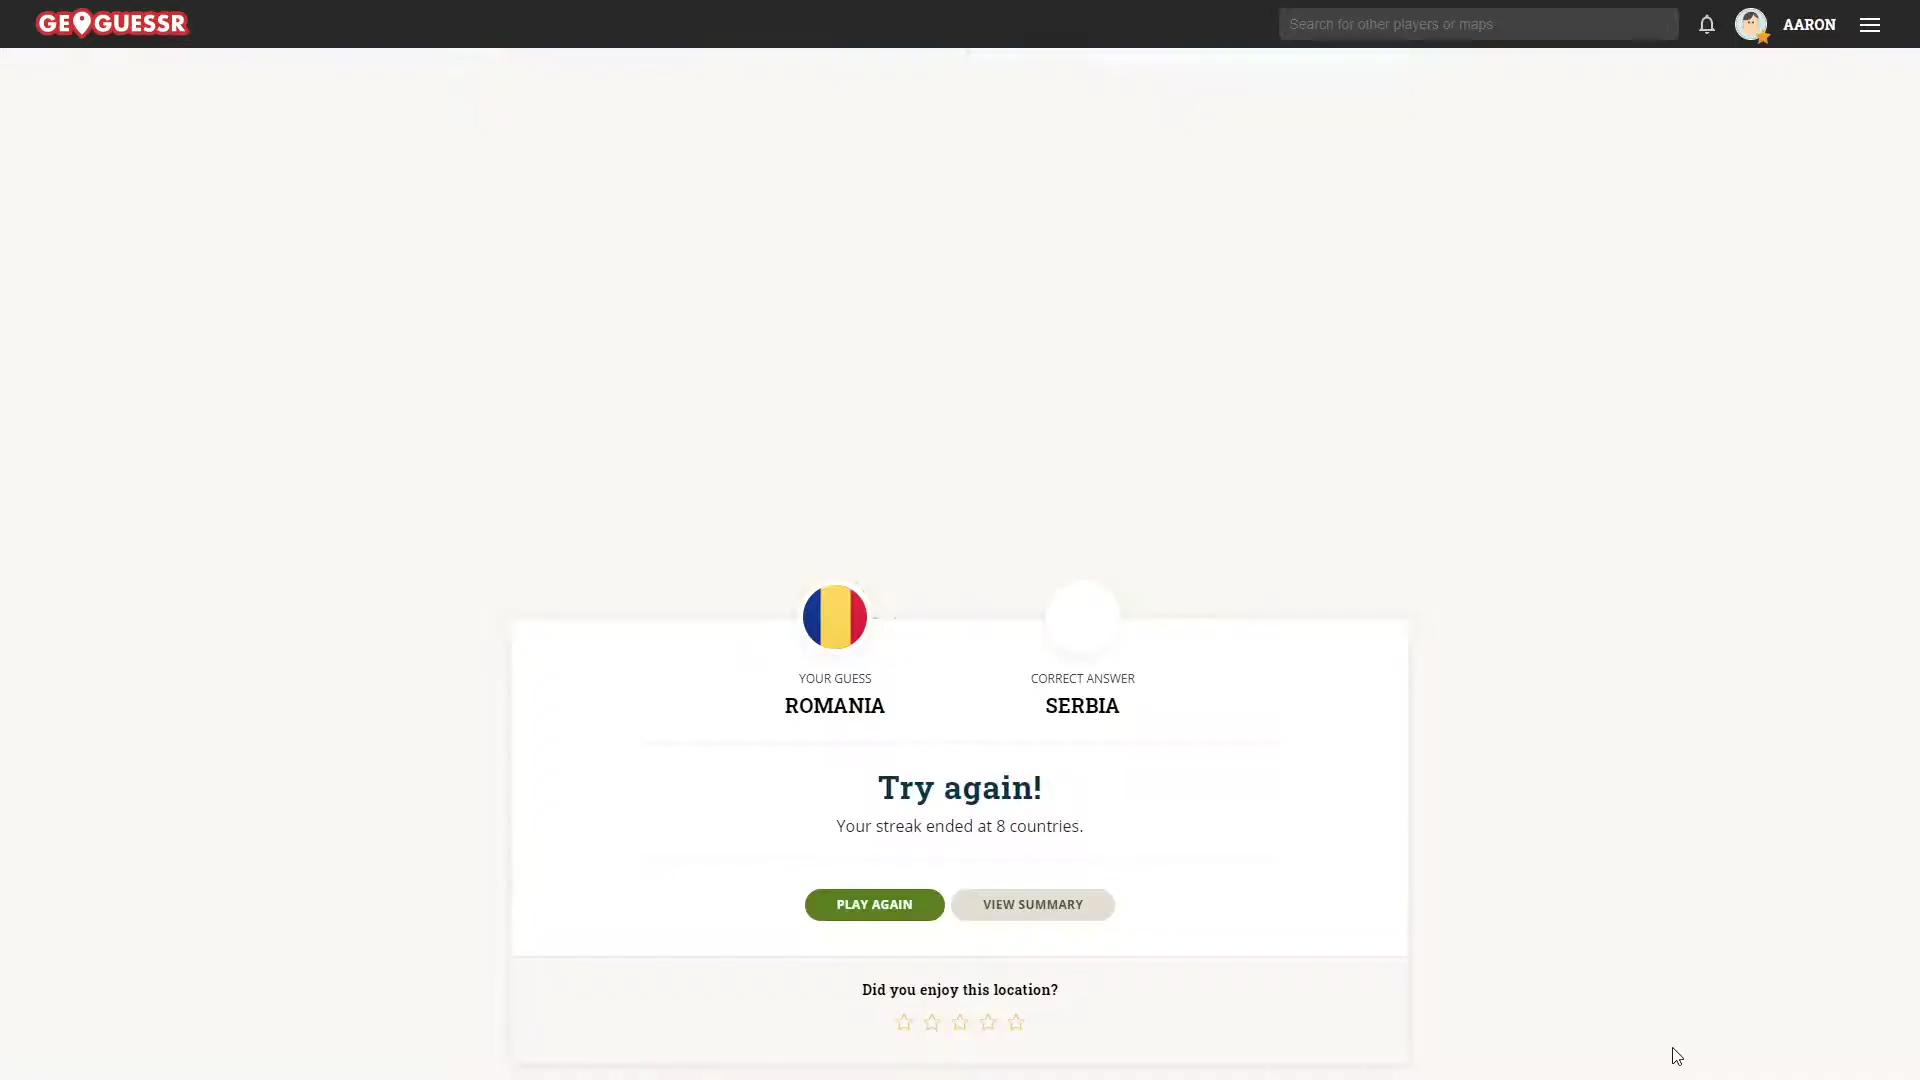 GEOGUESSR
Search for other players or maps
AARON
YOUR GUESS
CORRECT ANSWER
ROMANIA
SERBIA
Try again!
Your streak ended at 8 countries.
PLAY AGAIN
VIEW SUMMARY
Did you enjoy this location?